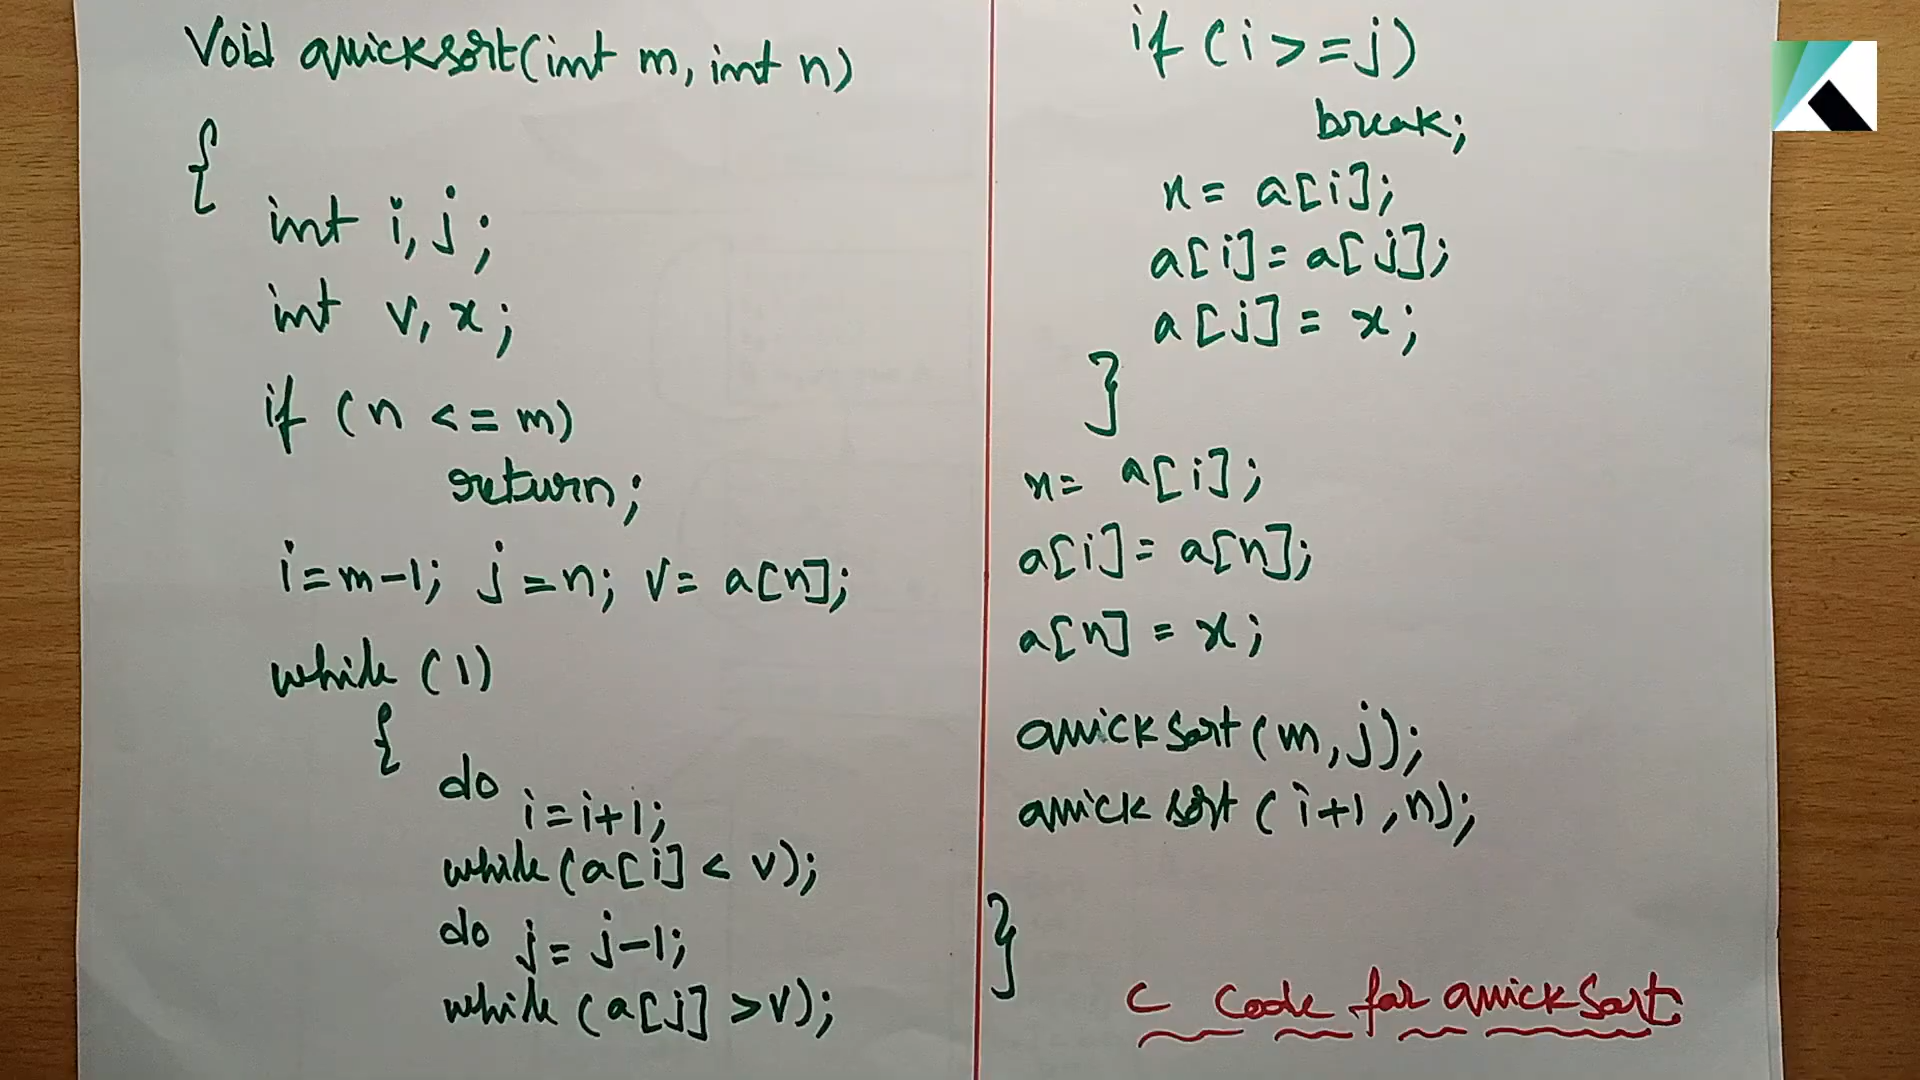 Void quicksort(int m, int n)
{
int i, j;
int v, x;
if (n <= m)
return;
i=m-1; j=n; v= a[n];
while (1)
{
do
i=i+1;
while(a[i] < v);
do j=j-1;
while (a[j] >v);
if (i>=j)
break;
x= a[i];
a[i]= a[j];
a[j] = x;
}
x= a[i];
a[i]= a[n];
a[n] = x;
quicksort(m, j);
quicksort(i+1, n);
}
C Code for quicksort